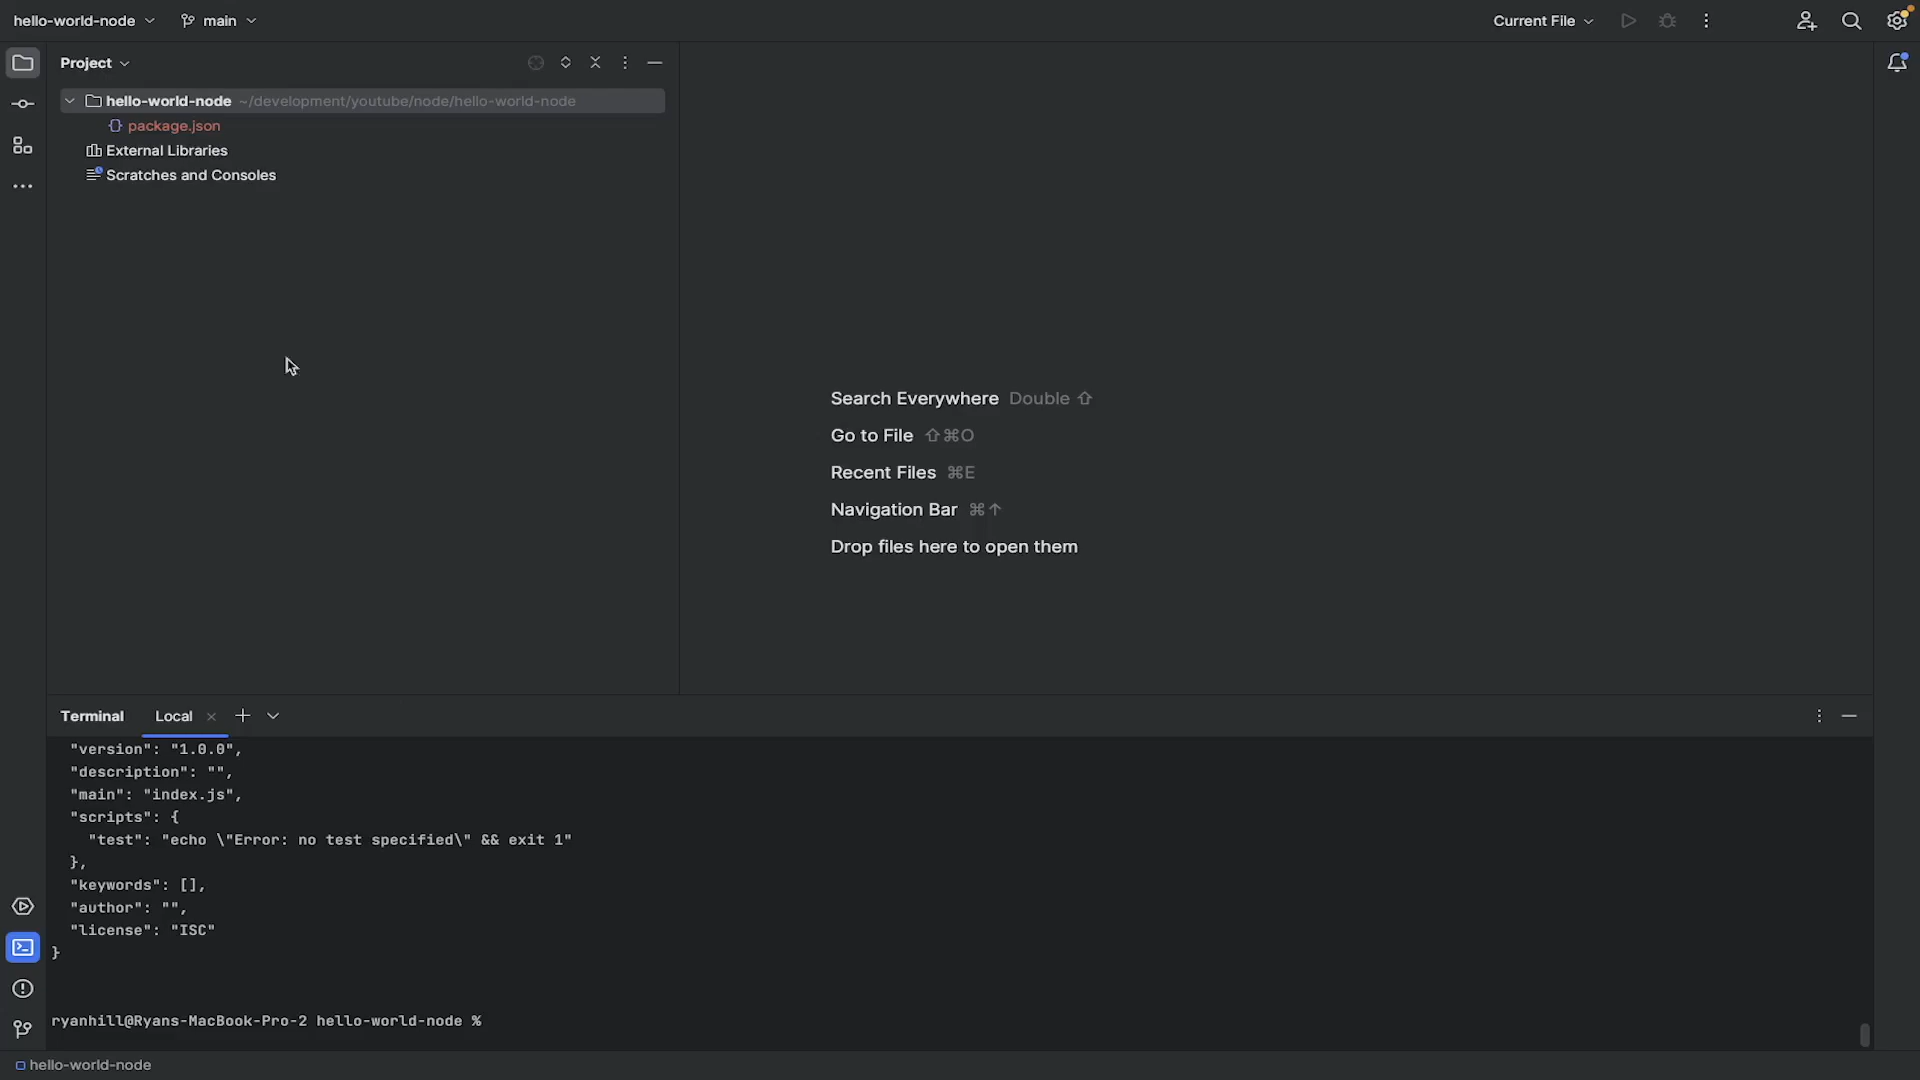 hello-world-node main Current File
Project
hello-world-node ~/development/youtube/node/hello-world-node
package.json
External Libraries
Scratches and Consoles
Search Everywhere Double ⇧
Go to File ⇧⌘O
Recent Files ⌘E
Navigation Bar ⌘↑
Drop files here to open them
Terminal Local
"version": "1.0.0",
"description": "",
"main": "index.js",
"scripts": {
"test": "echo \"Error: no test specified\" && exit 1"
},
"keywords": [],
"author": "",
"license": "ISC"
}
ryanhill@Ryans-MacBook-Pro-2 hello-world-node %
hello-world-node